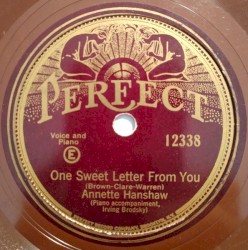 PERFECT
Voice and
Piano
E
12338
One Sweet Letter From You
(Brown-Clare-Warren)
Annette Hanshaw
(Piano accompaniment,
Irving Brodsky)